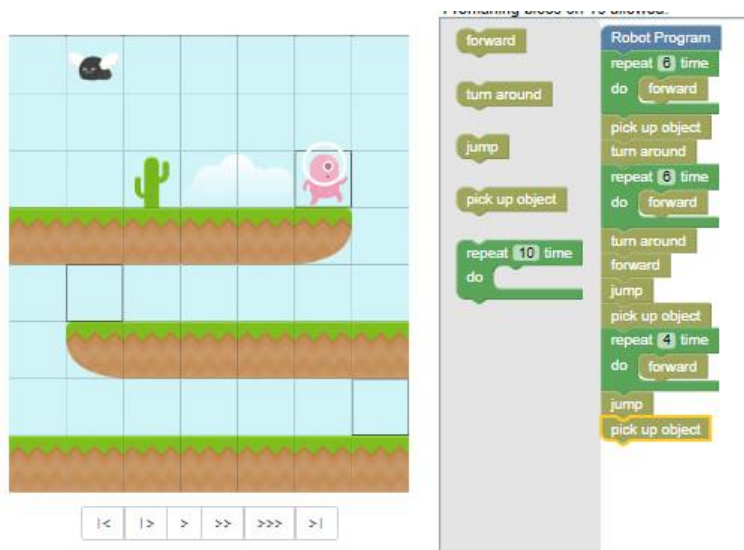 forward
turn around
jump
pick up object
repeat 10 time
do
Robot Program
repeat 6 time
do forward
pick up object
turn around
repeat 6 time
do forward
turn around
forward
jump
pick up object
repeat 4 time
do forward
jump
pick up object
|< |> > >> >>> >|